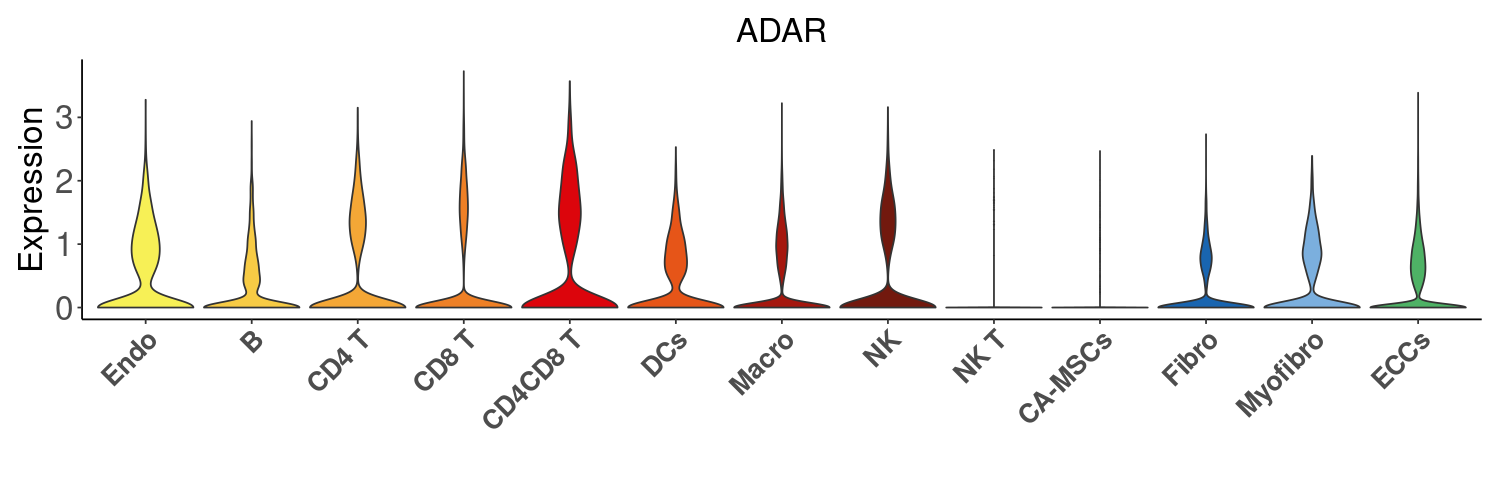 ADAR
Expression
3
2
1
0
Endo
B
CD4 T
CD8 T
CD4CD8 T
DCs
Macro
NK
NK T
CA-MSCs
Fibro
Myofibro
ECCs